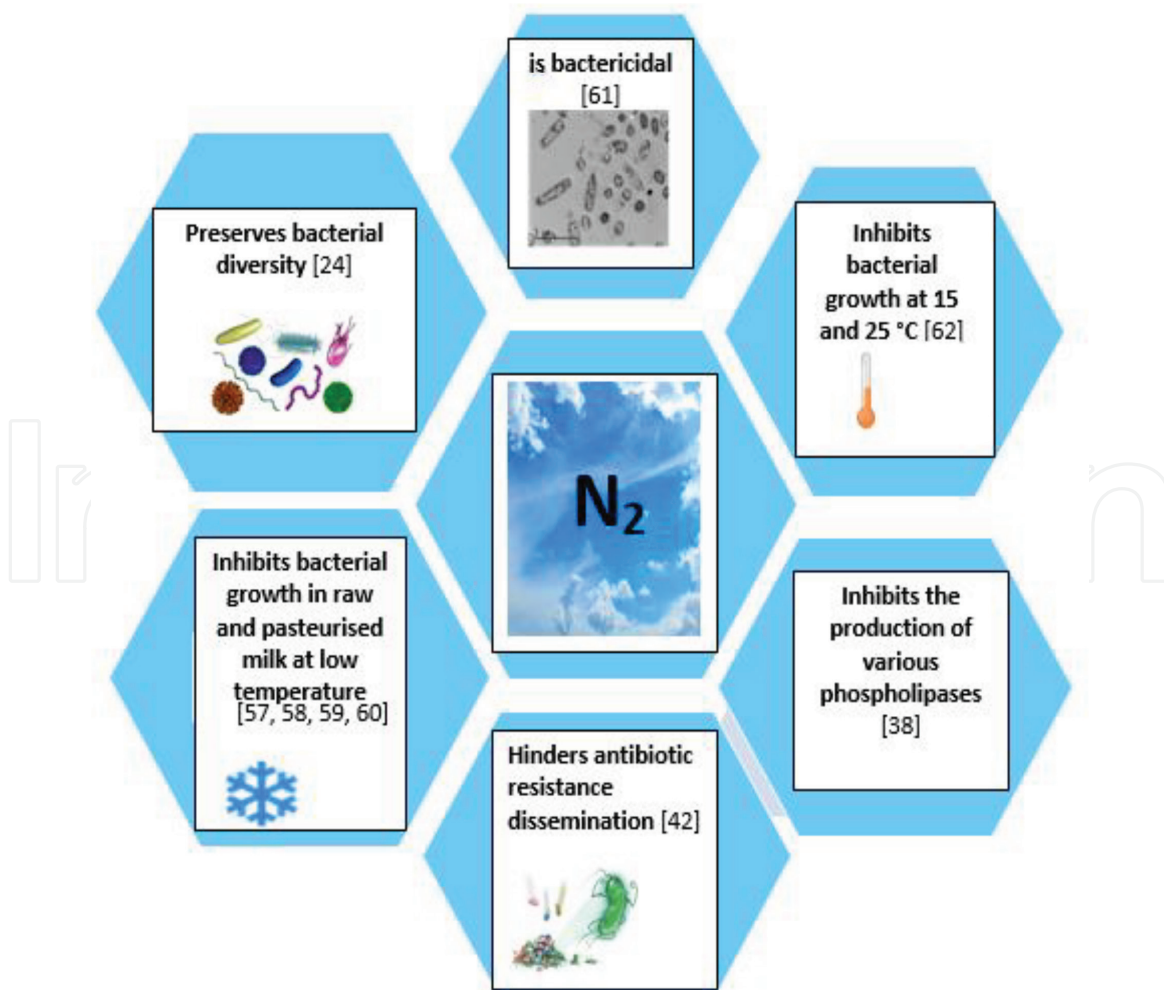 is bactericidal
[61]
Preserves bacterial
diversity [24]
Inhibits
bacterial
growth at 15
and 25 °C [62]
N₂
Inhibits bacterial
growth in raw
and pasteurised
milk at low
temperature
[57, 58, 59, 60]
Inhibits the
production of
various
phospholipases
[38]
Hinders antibiotic
resistance
dissemination [42]